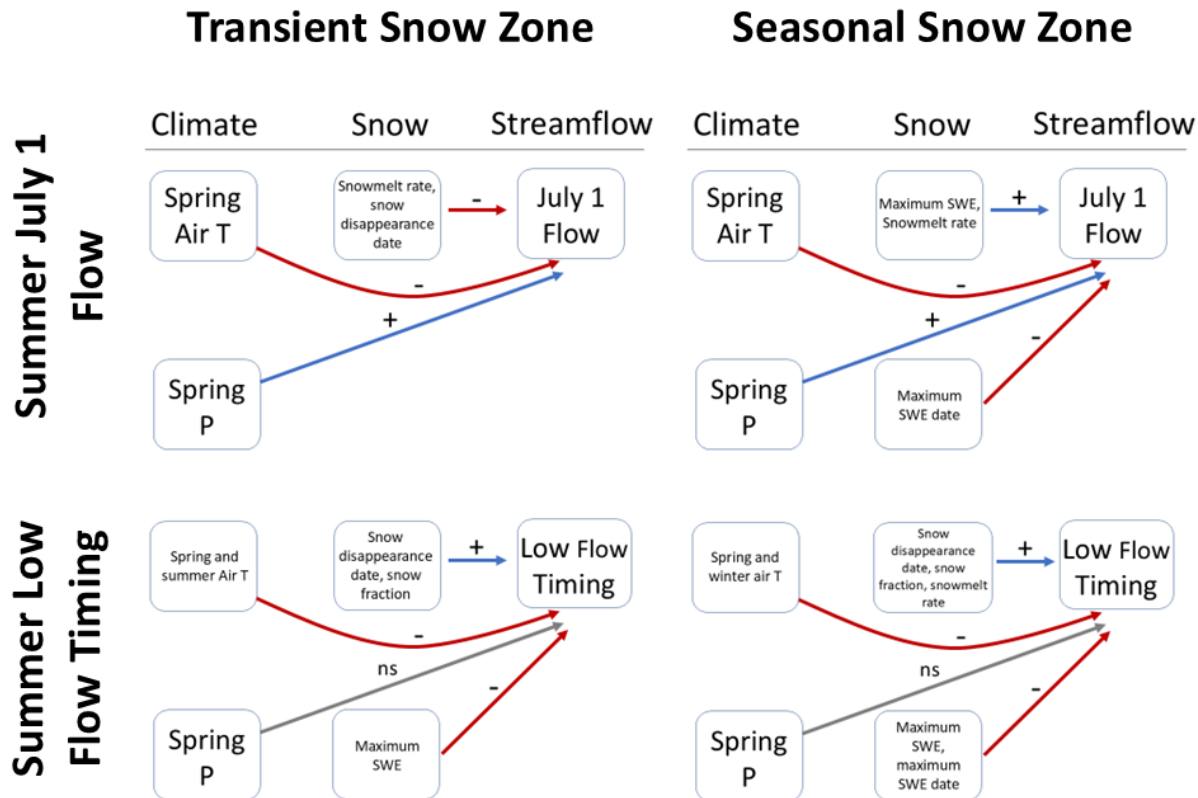 Transient Snow Zone
Seasonal Snow Zone
Summer July 1
Flow
Climate
Snow
Streamflow
Spring
Air T
Snowmelt rate,
snow
disappearance
date
-
July 1
Flow
-
+
Spring
P
Climate
Snow
Streamflow
Spring
Air T
Maximum SWE,
Snowmelt rate
+
July 1
Flow
-
+
-
Spring
P
Maximum
SWE date
Summer Low
Flow Timing
Spring and
summer Air T
Snow
disappearance
date, snow
fraction
+
Low Flow
Timing
-
ns
-
Spring
P
Maximum
SWE
Spring and
winter air T
Snow
disappearance
date, snow
fraction, snowmelt
rate
+
Low Flow
Timing
-
ns
-
Spring
P
Maximum
SWE,
maximum
SWE date